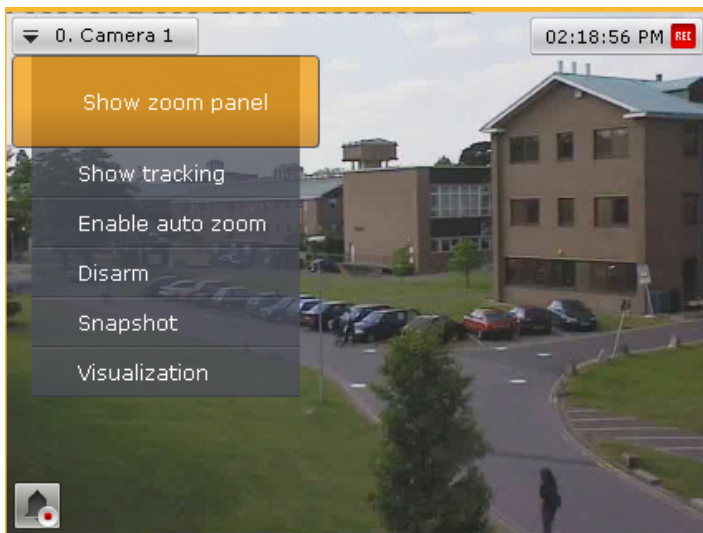 0. Camera 1
02:18:56 PM REC
Show zoom panel
Show tracking
Enable auto zoom
Disarm
Snapshot
Visualization